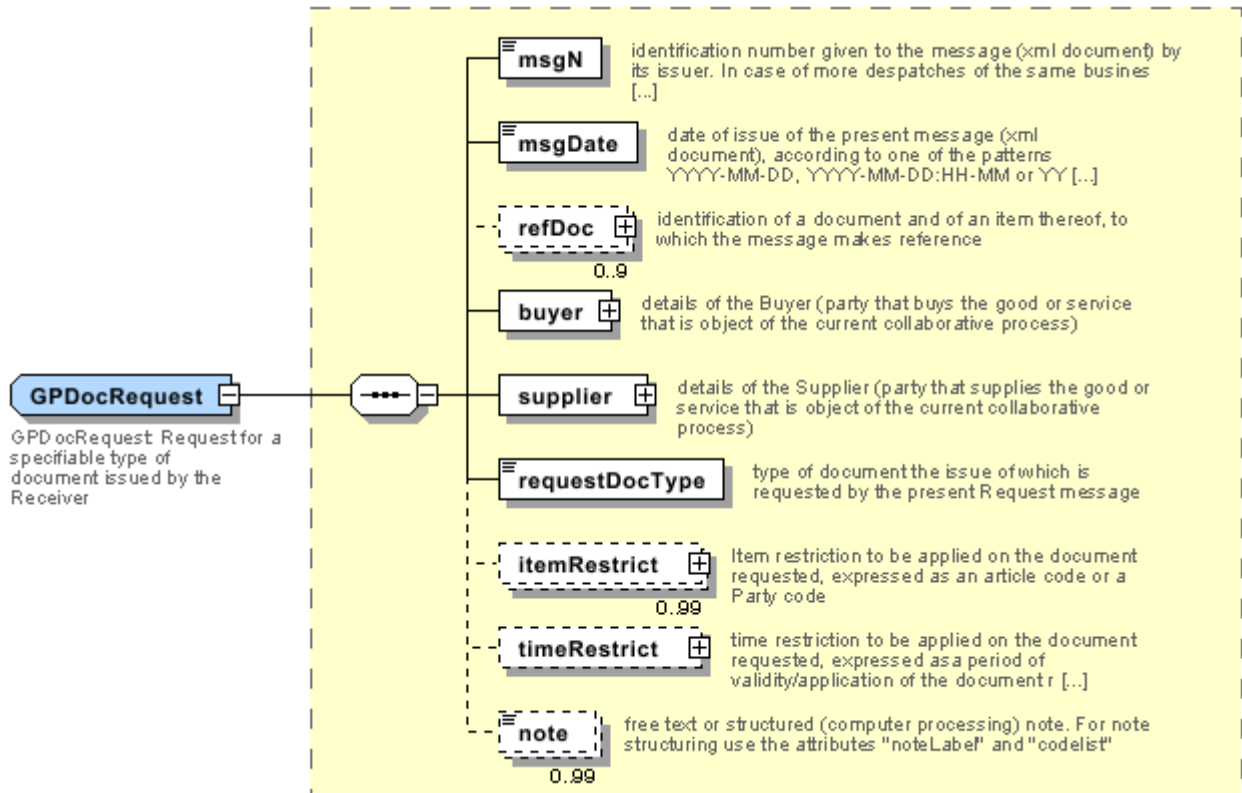 msgN
identification number given to the message (xml document) by
its issuer. In case of more despatches of the same busines
[...]
msgDate
date of issue of the present message (xml
document), according to one of the patterns
YYYY-MM-DD, YYYY-MM-DD:HH-MM or YY [...]
refDoc
0..9
identification of a document and of an item thereof, to
which the message makes reference
buyer
details of the Buyer (party that buys the good or service
that is object of the current collaborative process)
GPDocRequest
GPDocRequest: Request for a
specifiable type of
document issued by the
Receiver
supplier
details of the Supplier (party that supplies the good or
service that is object of the current collaborative
process)
requestDocType
type of document the issue of which is
requested by the present Request message
itemRestrict
0..99
Item restriction to be applied on the document
requested, expressed as an article code or a
Party code
timeRestrict
time restriction to be applied on the document
requested, expressed asa period of
validity/application of the document r [...]
note
0..99
free text or structured (computer processing) note. For note
structuring use the attributes "noteLabel" and "codelist"